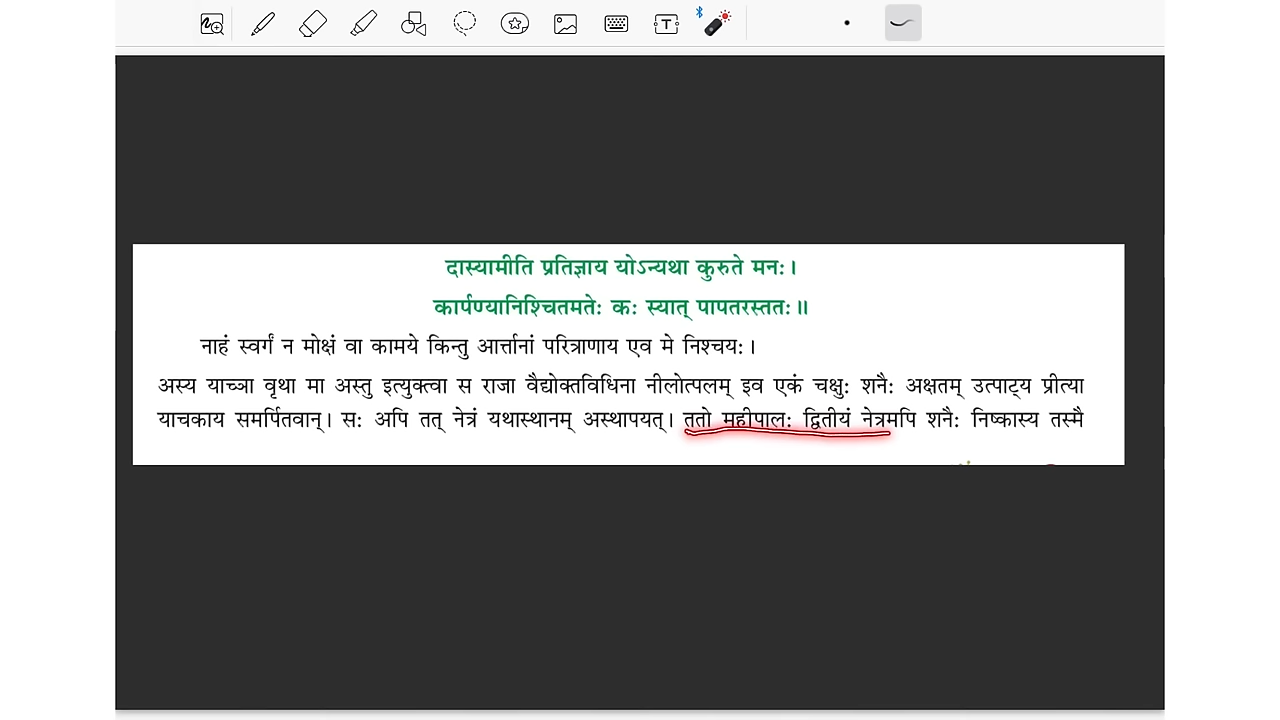 दास्यामीति प्रतिज्ञाय योऽन्यथा कुरुते मनः।
कार्पण्यानिश्चितमतेः कः स्यात् पापतरस्ततः॥
नाहं स्वर्गं न मोक्षं वा कामये किन्तु आर्त्तानां परित्राणाय एव मे निश्चयः।
अस्य याच्ञा वृथा मा अस्तु इत्युक्त्वा स राजा वैद्योक्तविधिना नीलोत्पलम् इव एकं चक्षुः शनैः अक्षतम् उत्पाट्य प्रीत्या
याचकाय समर्पितवान्। सः अपि तत् नेत्रं यथास्थानम् अस्थापयत्। ततो महीपालः द्वितीयं नेत्रमपि शनैः निष्कास्य तस्मै